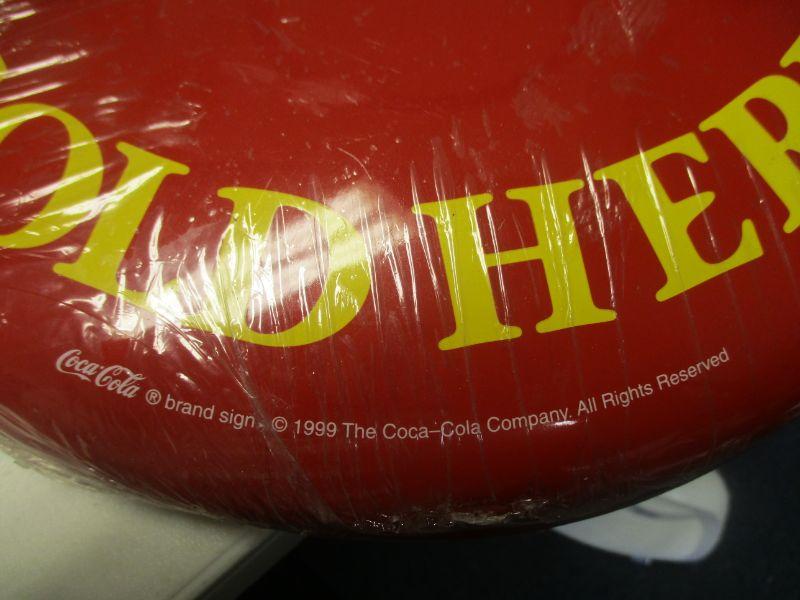 OLD HER
Coca-Cola ® brand sign - © 1999 The Coca-Cola Company. All Rights Reserved